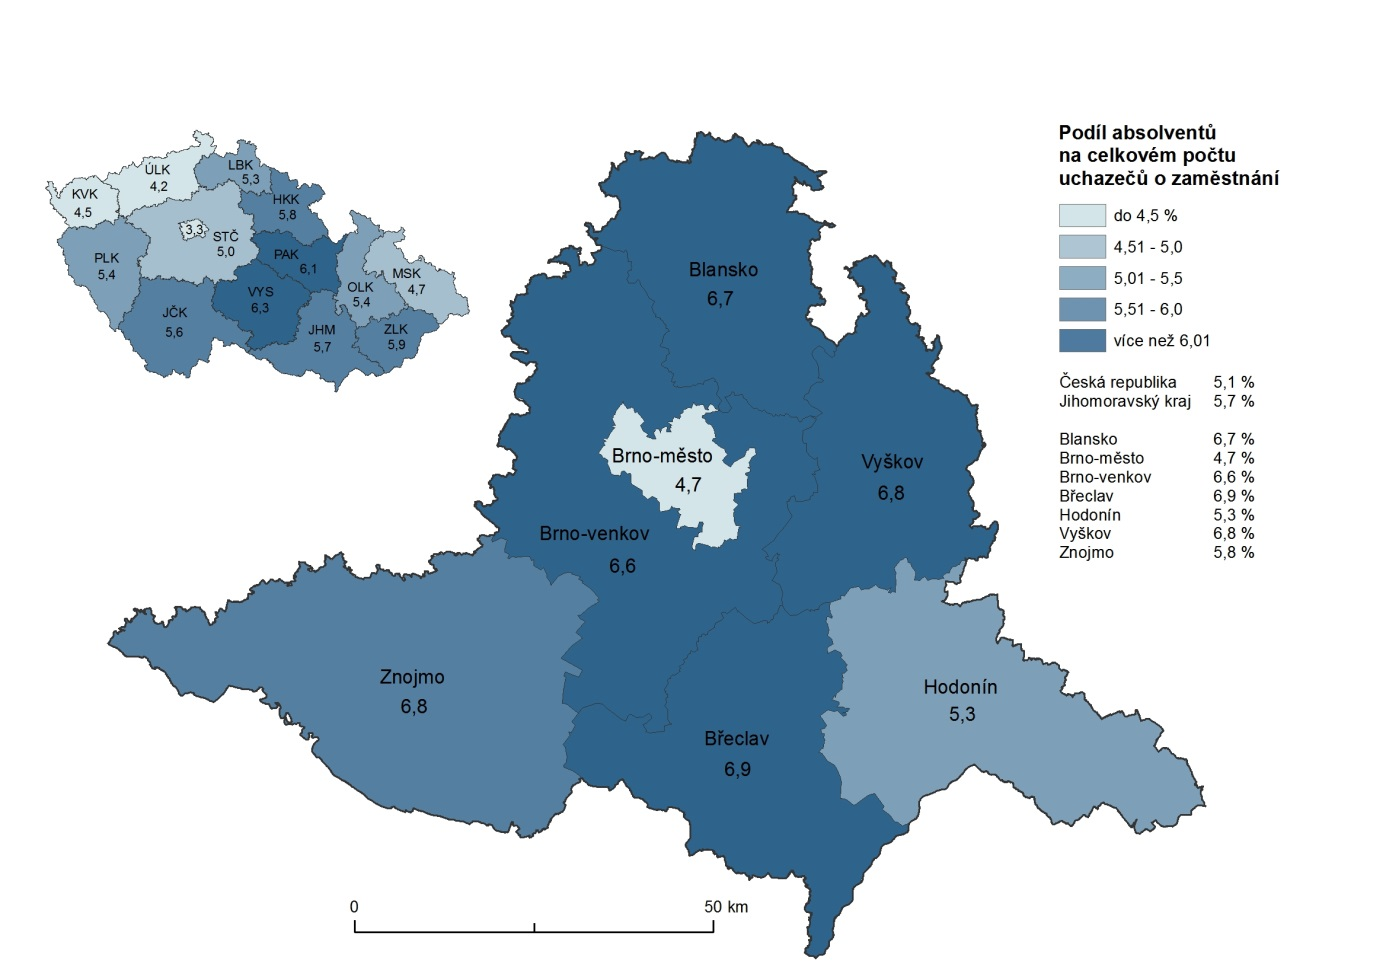 Podíl absolventů
na celkovém počtu
uchazečů o zaměstnání
do 4,5 %
4,51 - 5,0
5,01 - 5,5
5,51 - 6,0
více než 6,01
Česká republika 5,1 %
Jihomoravský kraj 5,7 %
Blansko 6,7 %
Brno-město 4,7 %
Brno-venkov 6,6 %
Břeclav 6,9 %
Hodonín 5,3 %
Vyškov 6,8 %
Znojmo 5,8 %
KVK
4,5
ÚLK
4,2
LBK
5,3
HKK
5,8
3,3
STČ
5,0
PAK
6,1
PLK
5,4
VYS
6,3
OLK
5,4
MSK
4,7
JČK
5,6
JHM
5,7
ZLK
5,9
Blansko
6,7
Brno-město
4,7
Vyškov
6,8
Brno-venkov
6,6
Znojmo
6,8
Hodonín
5,3
Břeclav
6,9
0 50 km